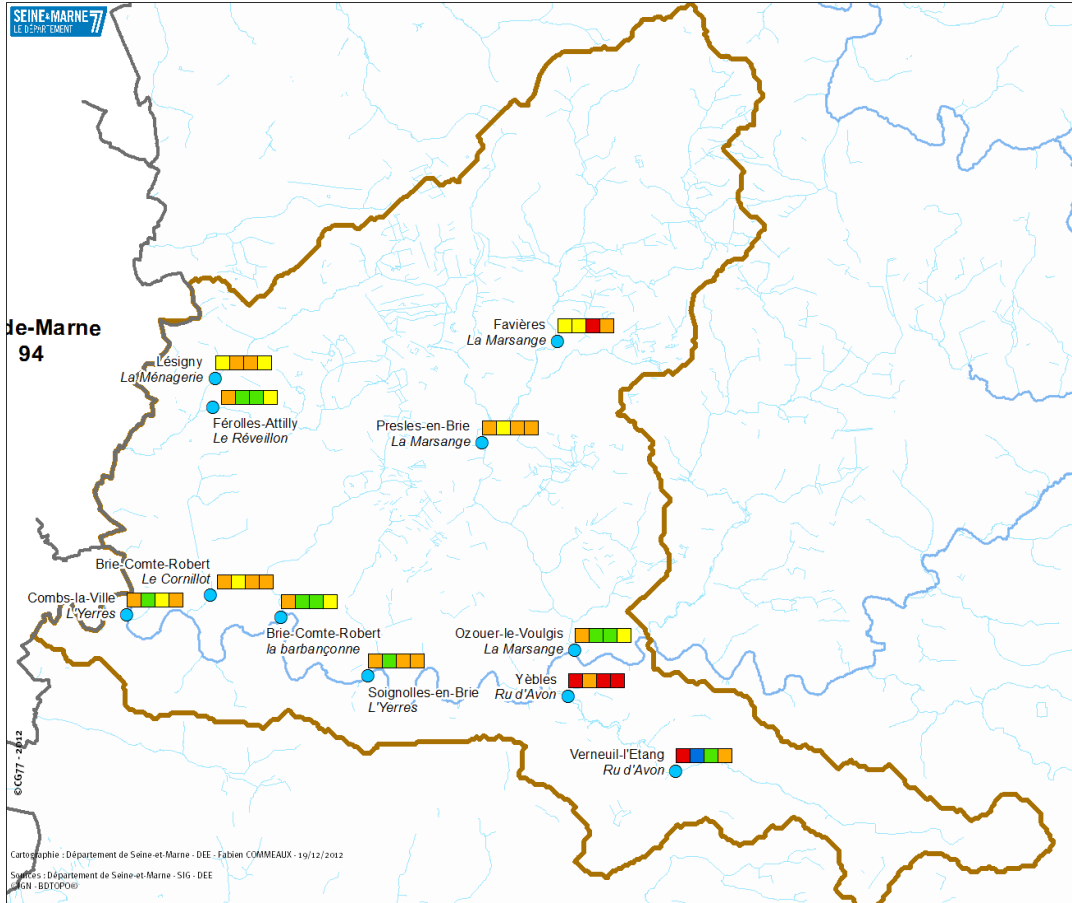 SEINE&MARNE 77
LE DÉPARTEMENT
de-Marne
94
Favières
La Marsange
Lésigny
La Ménagerie
Férolles-Attilly
Le Réveillon
Presles-en-Brie
La Marsange
Brie-Comte-Robert
Le Cornillot
Combs-la-Ville
L'Yerres
Brie-Comte-Robert
la barbançonne
Ozouer-le-Voulgis
La Marsange
Soignolles-en-Brie
L'Yerres
Yèbles
Ru d'Avon
Verneuil-l'Etang
Ru d'Avon
©CG77 - 2012
Cartographie : Département de Seine-et-Marne - DEE - Fabien COMMEAUX - 19/12/2012
Sources : Département de Seine-et-Marne - SIG - DEE
©IGN - BDTOPO®